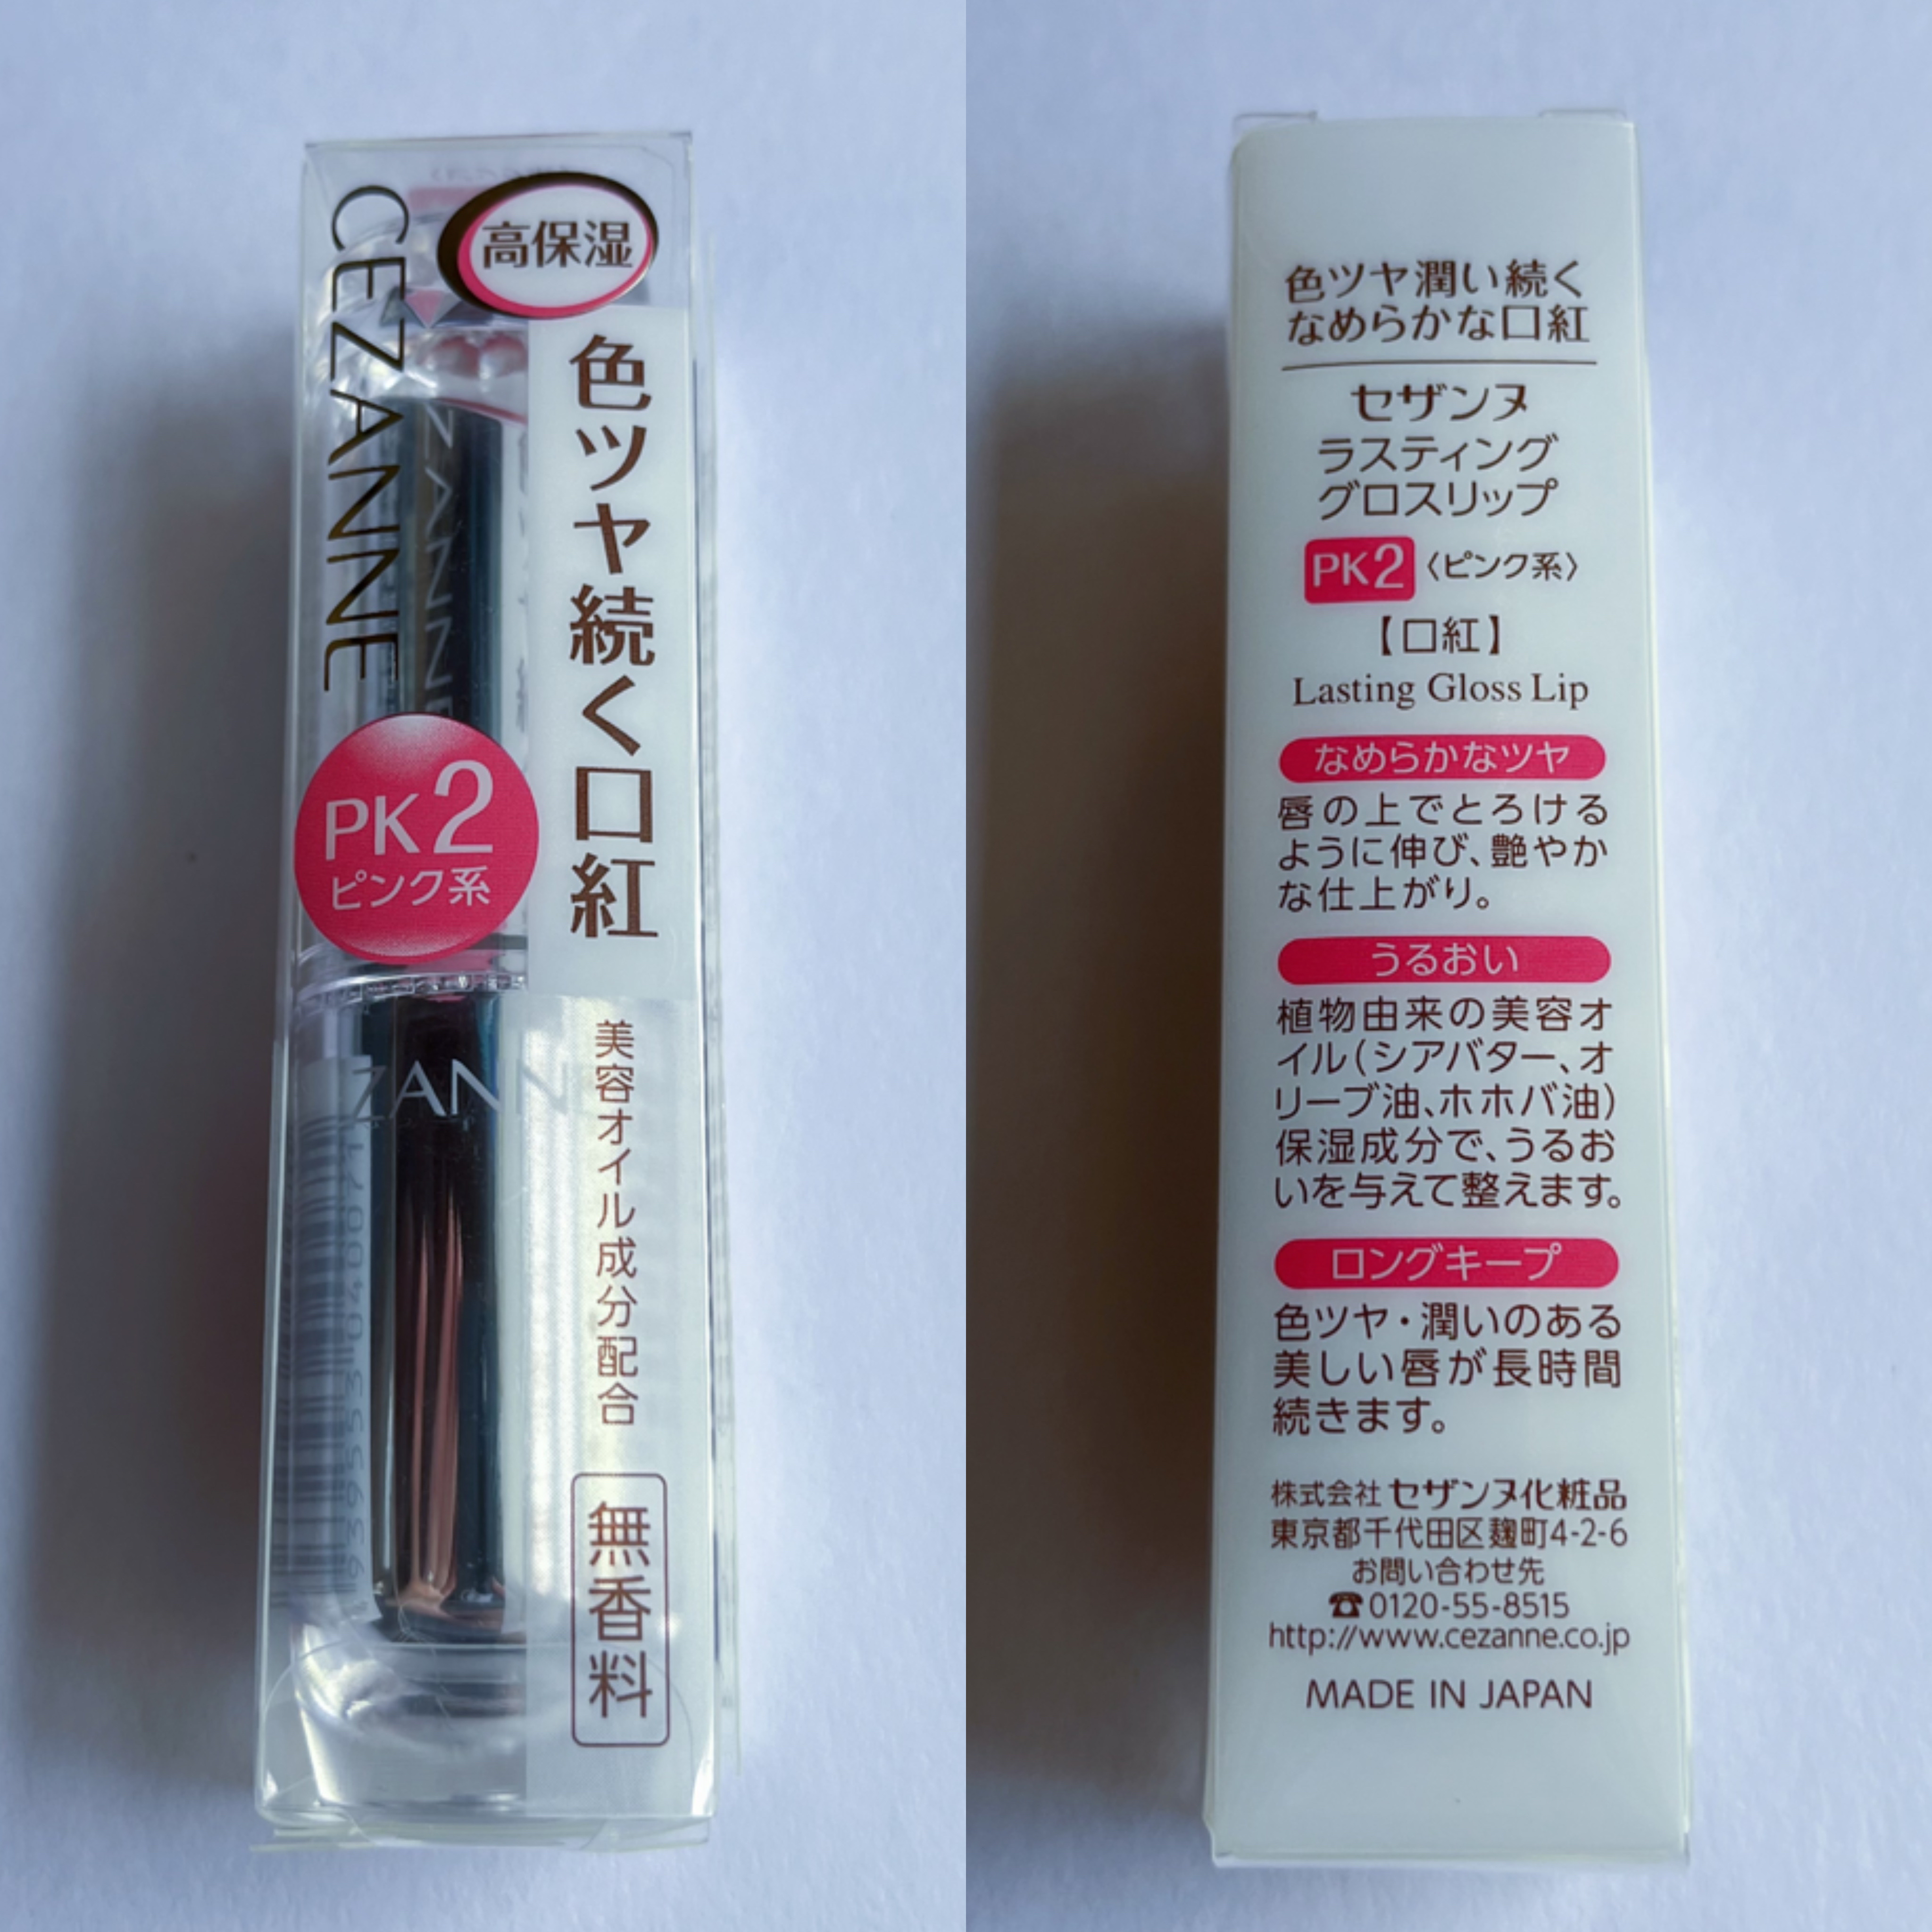 CEZANNE
高保湿
色ツヤ続く口紅
PK2
ピンク系
ZANNE
ZANN
美容オイル成分配合
無香料
色ツヤ潤い続く
なめらかな口紅
セザンヌ
ラスティング
グロスリップ
PK2 〈ピンク系〉
【口紅】
Lasting Gloss Lip
なめらかなツヤ
唇の上でとろける
ように伸び、艶やか
な仕上がり。
うるおい
植物由来の美容オ
イル(シアバター、オ
リーブ油、ホホバ油)
保湿成分で、うるお
いを与えて整えます。
ロングキープ
色ツヤ・潤いのある
美しい唇が長時間
続きます。
株式会社 セザンヌ化粧品
東京都千代田区麹町4-2-6
お問い合わせ先
☎0120-55-8515
http://www.cezanne.co.jp
MADE IN JAPAN